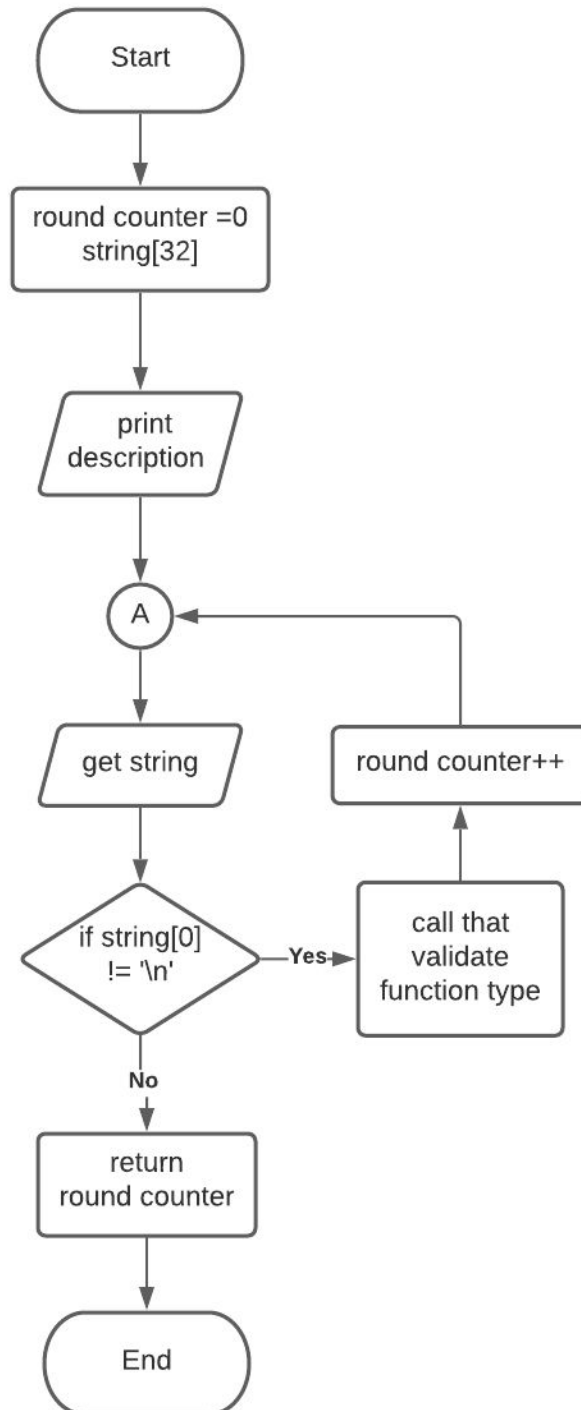 Start
round counter =0
string[32]
print
description
A
get string
round counter++
if string[0]
!= '\n'
Yes
call that
validate
function type
No
return
round counter
End